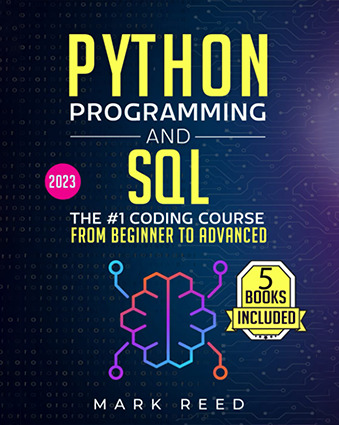 PYTHON
PROGRAMMING
AND
SQL
2023
THE #1 CODING COURSE
FROM BEGINNER TO ADVANCED
5
BOOKS
INCLUDED
MARK REED